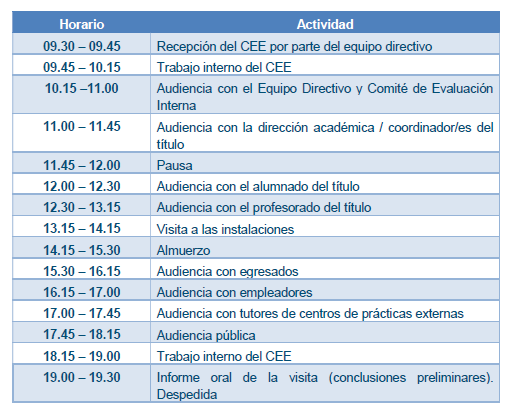 Horario Actividad
09.30 – 09.45 Recepción del CEE por parte del equipo directivo
09.45 – 10.15 Trabajo interno del CEE
10.15 –11.00 Audiencia con el Equipo Directivo y Comité de Evaluación
Interna
11.00 – 11.45 Audiencia con la dirección académica / coordinador/es del
título
11.45 – 12.00 Pausa
12.00 – 12.30 Audiencia con el alumnado del título
12.30 – 13.15 Audiencia con el profesorado del título
13.15 – 14.15 Visita a las instalaciones
14.15 – 15.30 Almuerzo
15.30 – 16.15 Audiencia con egresados
16.15 – 17.00 Audiencia con empleadores
17.00 – 17.45 Audiencia con tutores de centros de prácticas externas
17.45 – 18.15 Audiencia pública
18.15 – 19.00 Trabajo interno del CEE
19.00 – 19.30 Informe oral de la visita (conclusiones preliminares).
Despedida